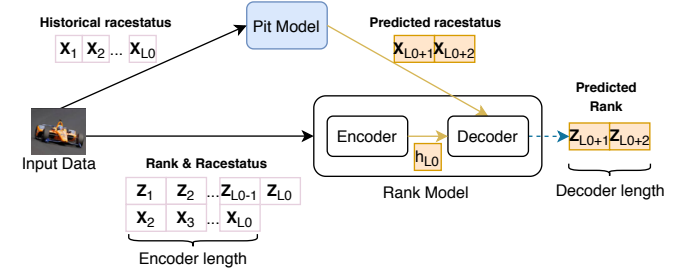 Historical racestatus
X1 X2 ... XL0
Pit Model
Predicted racestatus
XL0+1 XL0+2
Input Data
Encoder
hL0
Decoder
Rank Model
Predicted
Rank
ZL0+1 ZL0+2
Decoder length
Rank & Racestatus
Z1 Z2 ...ZL0-1 ZL0
X2 X3 ... XL0
Encoder length